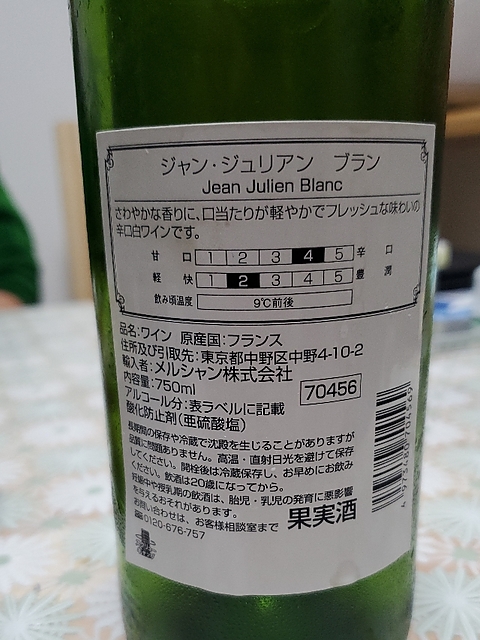 ジャン・ジュリアン ブラン
Jean Julien Blanc
さわやかな香りに、口当たりが軽やかでフレッシュな味わいの
辛口白ワインです。
甘 口 1 2 3 4 5 辛 口
軽 快 1 2 3 4 5 豊 潤
飲み頃温度 9℃前後
品名:ワイン 原産国:フランス
住所及び引取先:東京都中野区中野4-10-2
輸入者:メルシャン株式会社
内容量:750ml
70456
アルコール分:表ラベルに記載
酸化防止剤(亜硫酸塩)
長期間の保存や冷蔵で沈殿を生じることがありますが
品質に問題ありません。高温・直射日光を避けて保存
してください。開栓後は冷蔵保存し、お早めにお飲み
ください。飲酒は20歳になってから。
妊娠中や授乳期の飲酒は、胎児・乳児の発育に悪影響
を与えるおそれがあります。
お問い合わせは、お客様相談室まで
0120-676-757
果実酒
4 973480 704569